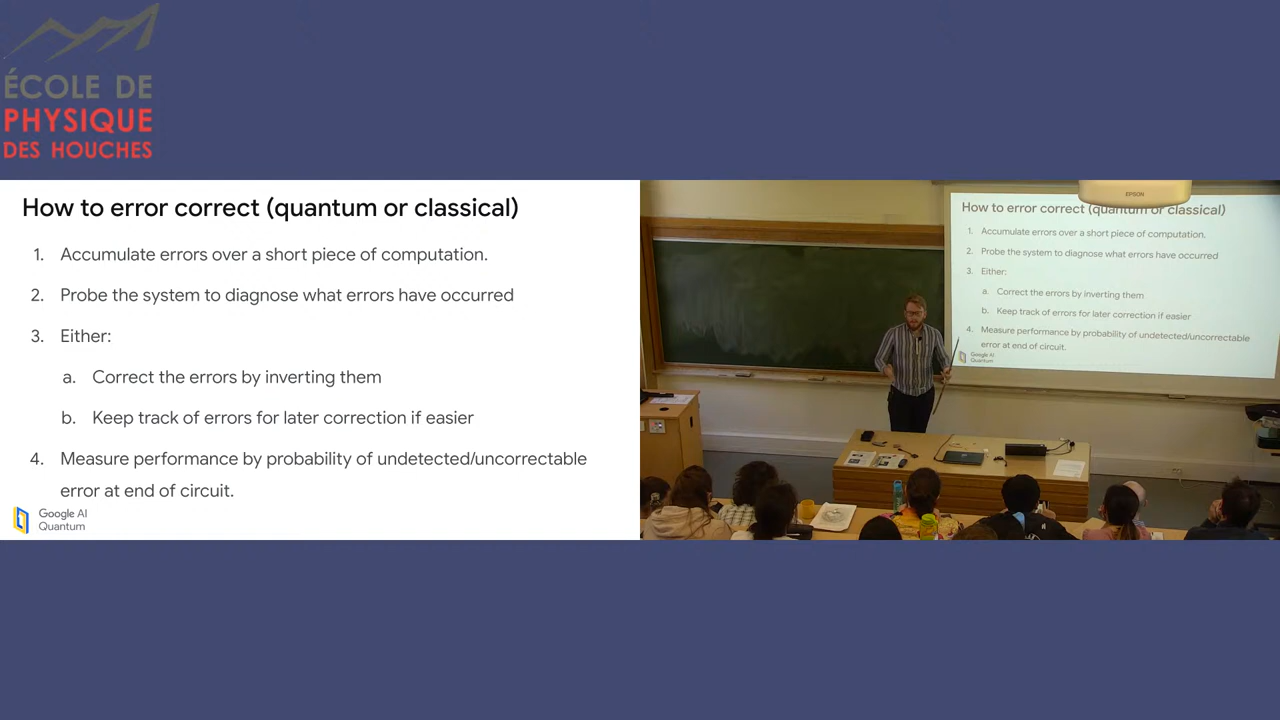 ÉCOLE DE
PHYSIQUE
DES HOUCHES
How to error correct (quantum or classical)
1. Accumulate errors over a short piece of computation.
2. Probe the system to diagnose what errors have occurred
3. Either:
a. Correct the errors by inverting them
b. Keep track of errors for later correction if easier
4. Measure performance by probability of undetected/uncorrectable
error at end of circuit.
Google AI
Quantum
EPSON
How to error correct (quantum or classical)
1. Accumulate errors over a short piece of computation.
2. Probe the system to diagnose what errors have occurred
3. Either:
a. Correct the errors by inverting them
b. Keep track of errors for later correction if easier
4. Measure performance by probability of undetected/uncorrectable
error at end of circuit.
Google AI
Quantum